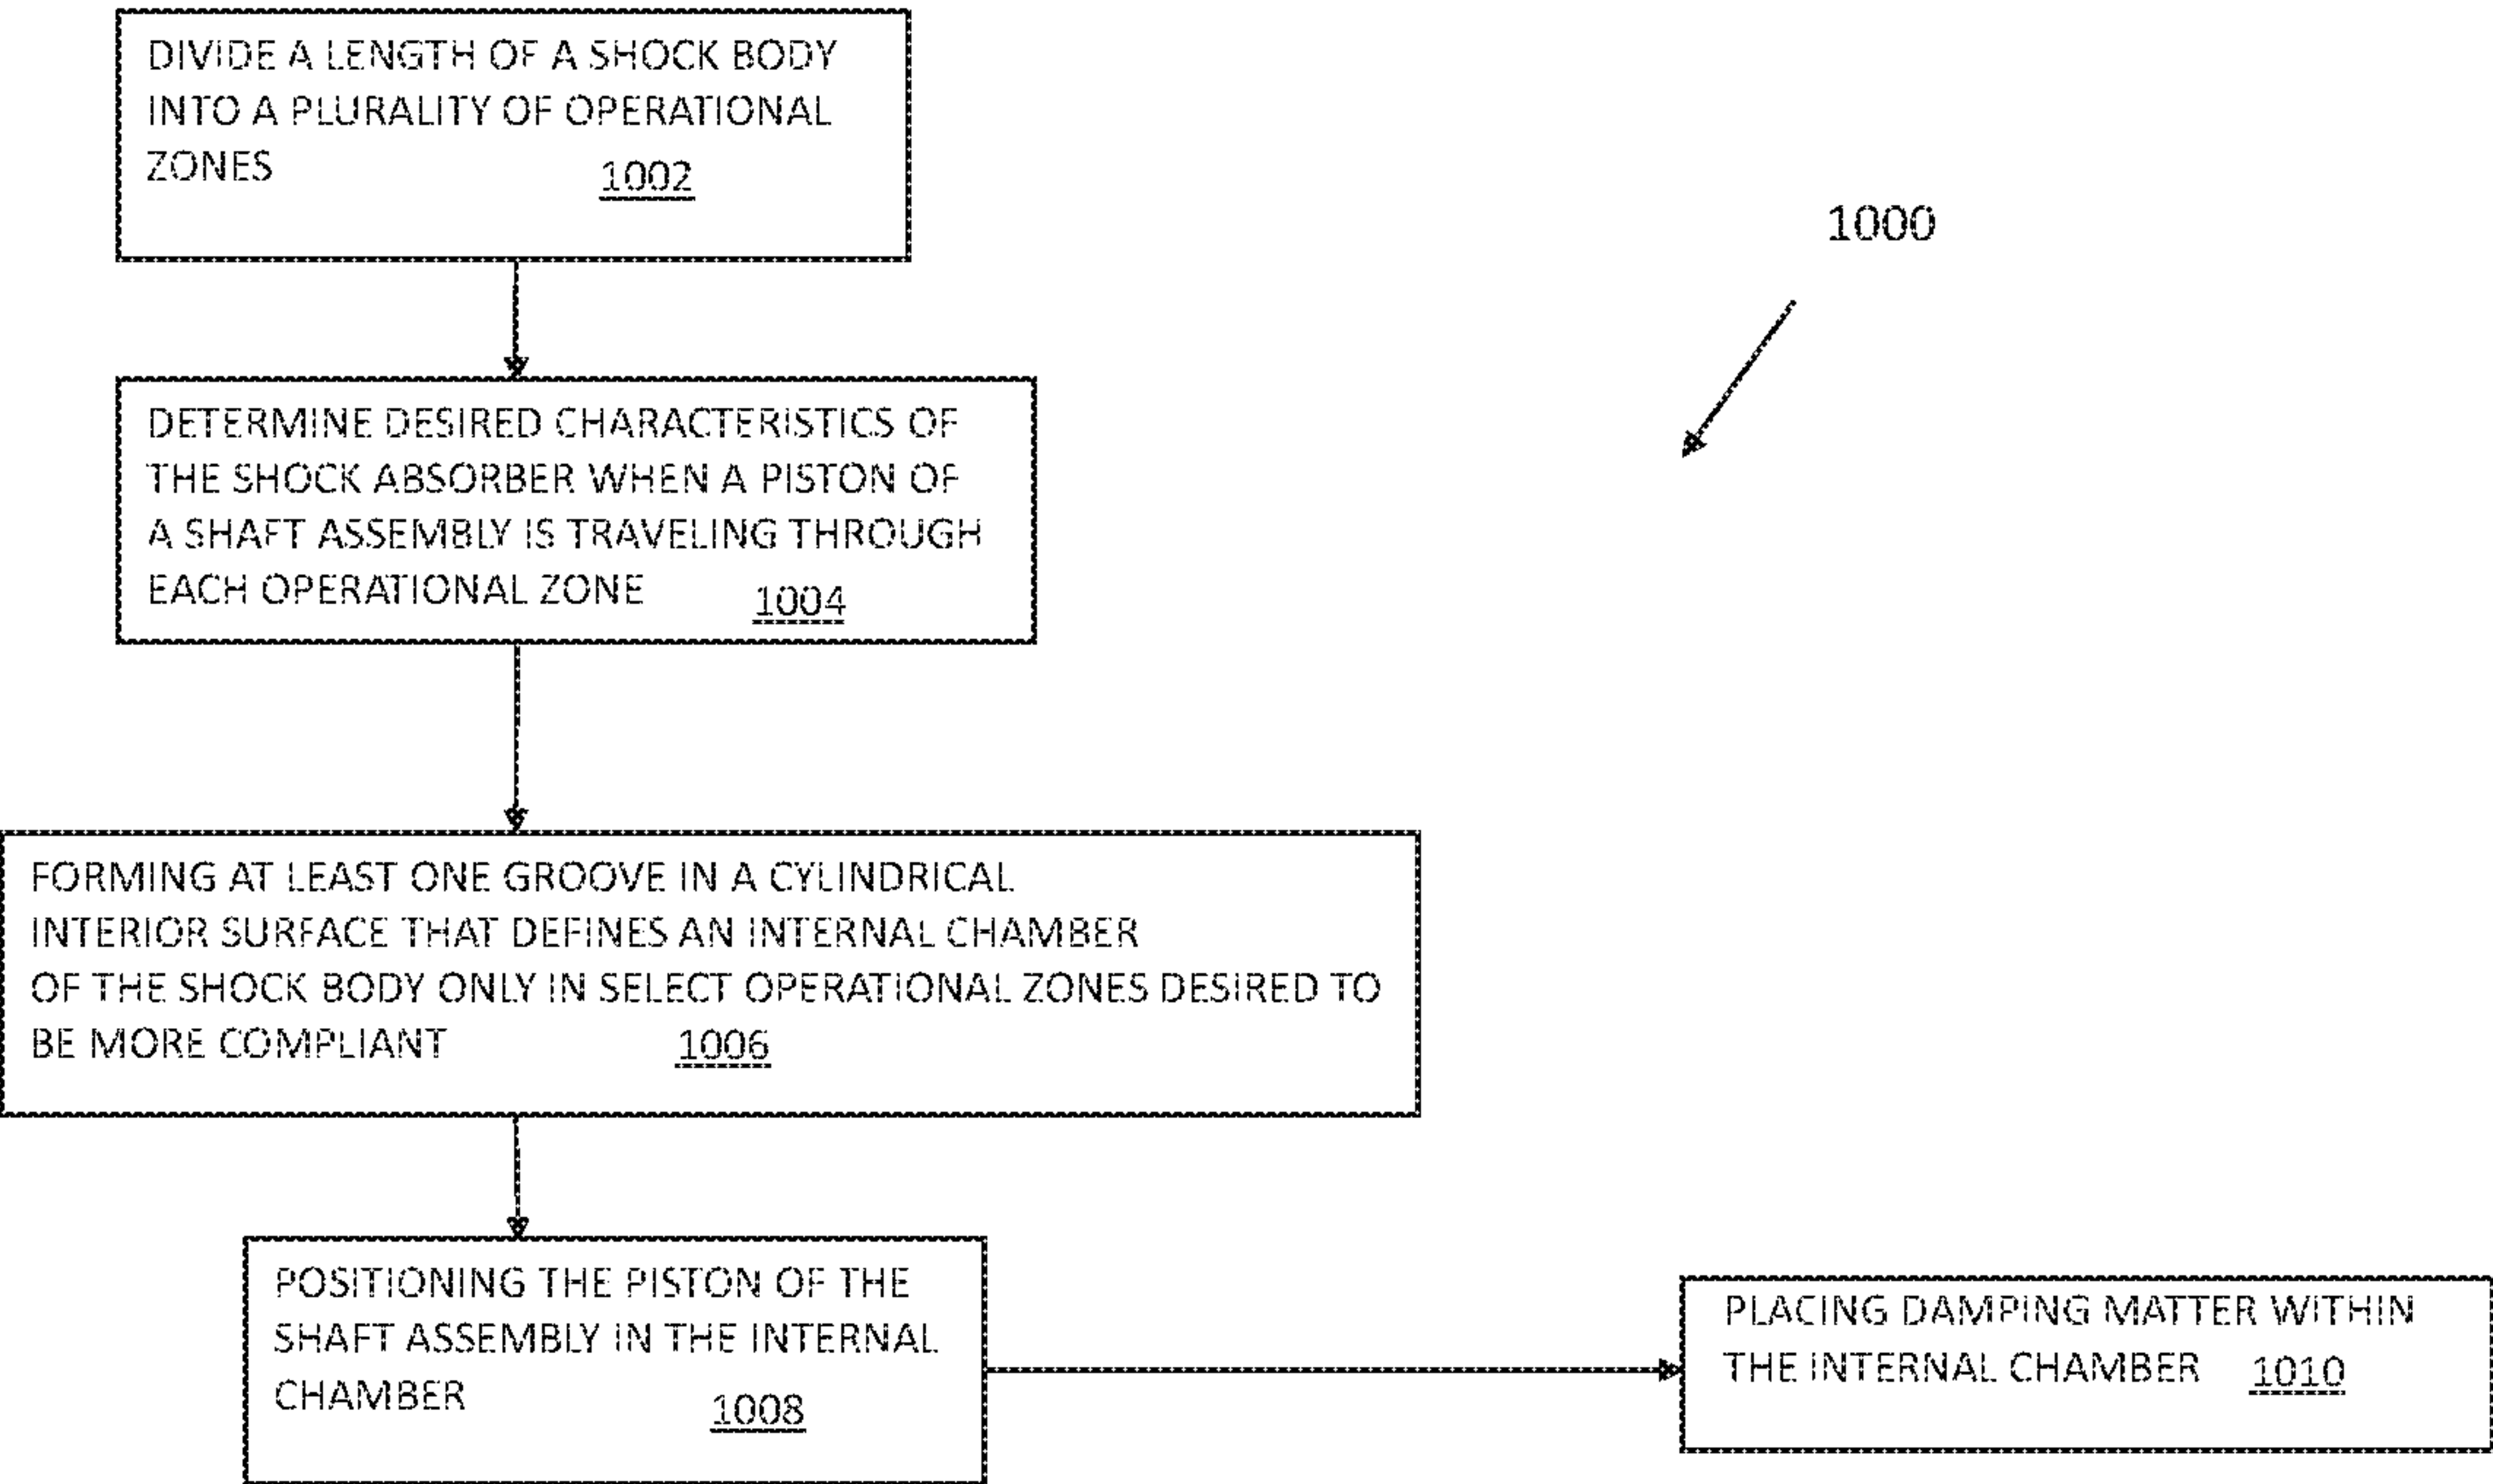 DIVIDE A LENGTH OF A SHOCK BODY
INTO A PLURALITY OF OPERATIONAL
ZONES
1002
1000
DETERMINE DESIRED CHARACTERISTICS OF
THE SHOCK ABSORBER WHEN A PISTON OF
A SHAFT ASSEMBLY IS TRAVELING THROUGH
EACH OPERATIONAL ZONE
1004
FORMING AT LEAST ONE GROOVE IN A CYLINDRICAL
INTERIOR SURFACE THAT DEFINES AN INTERNAL CHAMBER
OF THE SHOCK BODY ONLY IN SELECT OPERATIONAL ZONES DESIRED TO
BE MORE COMPLIANT
1006
POSITIONING THE PISTON OF THE
SHAFT ASSEMBLY IN THE INTERNAL
CHAMBER
1008
PLACING DAMPING MATTER WITHIN
THE INTERNAL CHAMBER 1010